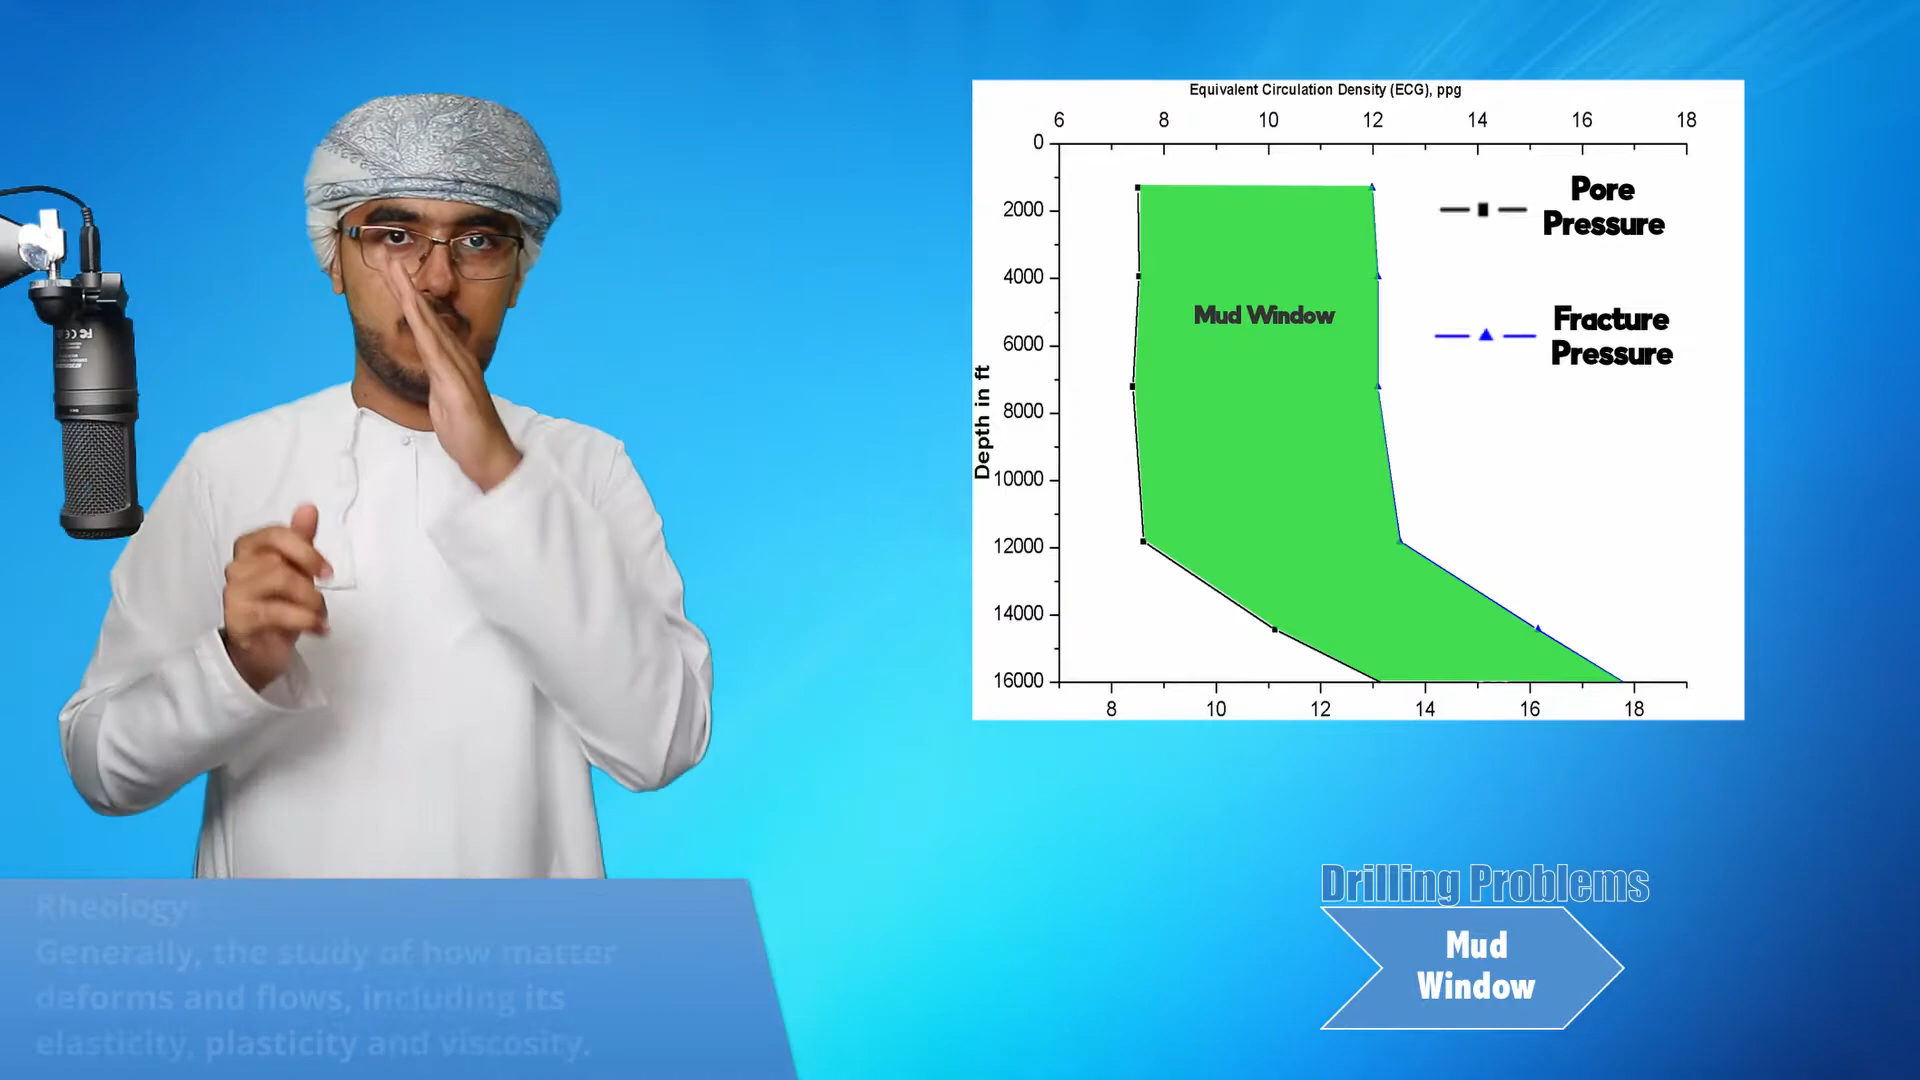 Equivalent Circulation Density (ECG), ppg
6 8 10 12 14 16 18
0
2000
4000
6000
8000
10000
12000
14000
16000
Depth in ft
Pore
Pressure
Mud Window
Fracture
Pressure
8 10 12 14 16 18
Rheology:
Generally, the study of how matter
deforms and flows, including its
elasticity, plasticity and viscosity.
Drilling Problems
Mud
Window